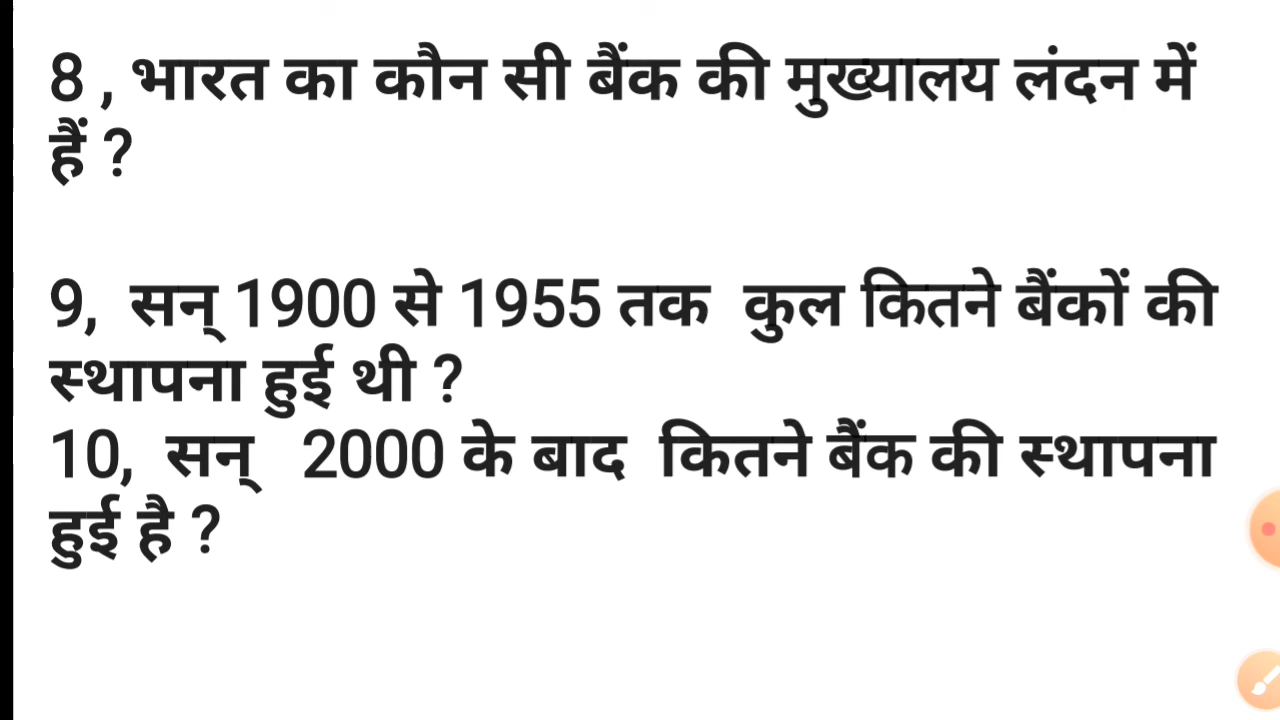 8 , भारत का कौन सी बैंक की मुख्यालय लंदन में
हैं ?
9, सन् 1900 से 1955 तक कुल कितने बैंकों की
स्थापना हुई थी ?
10, सन् 2000 के बाद कितने बैंक की स्थापना
हुई है ?